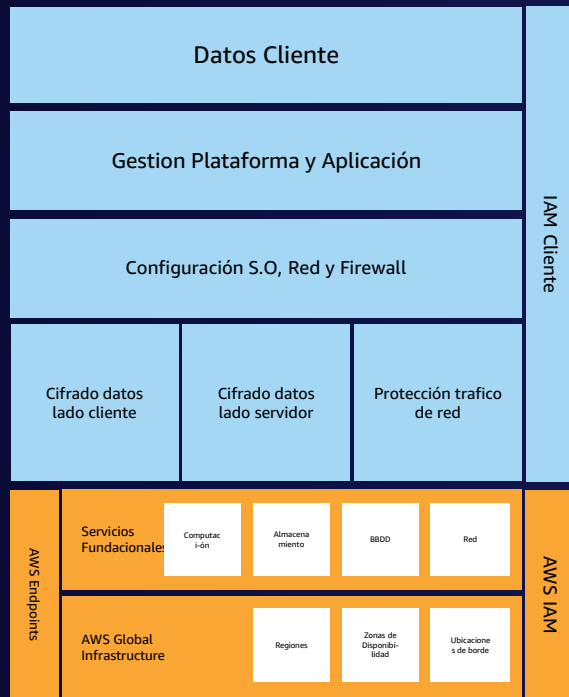 Datos Cliente
Gestion Plataforma y Aplicación
Configuración S.O, Red y Firewall
IAM Cliente
Cifrado datos
lado cliente
Cifrado datos
lado servidor
Protección trafico
de red
AWS Endpoints
Servicios
Fundacionales
Computac
i-ón
Almacena
miento
BBDD
Red
AWS IAM
AWS Global
Infrastructure
Regiones
Zonas de
Disponibi-
lidad
Ubicacione
s de borde